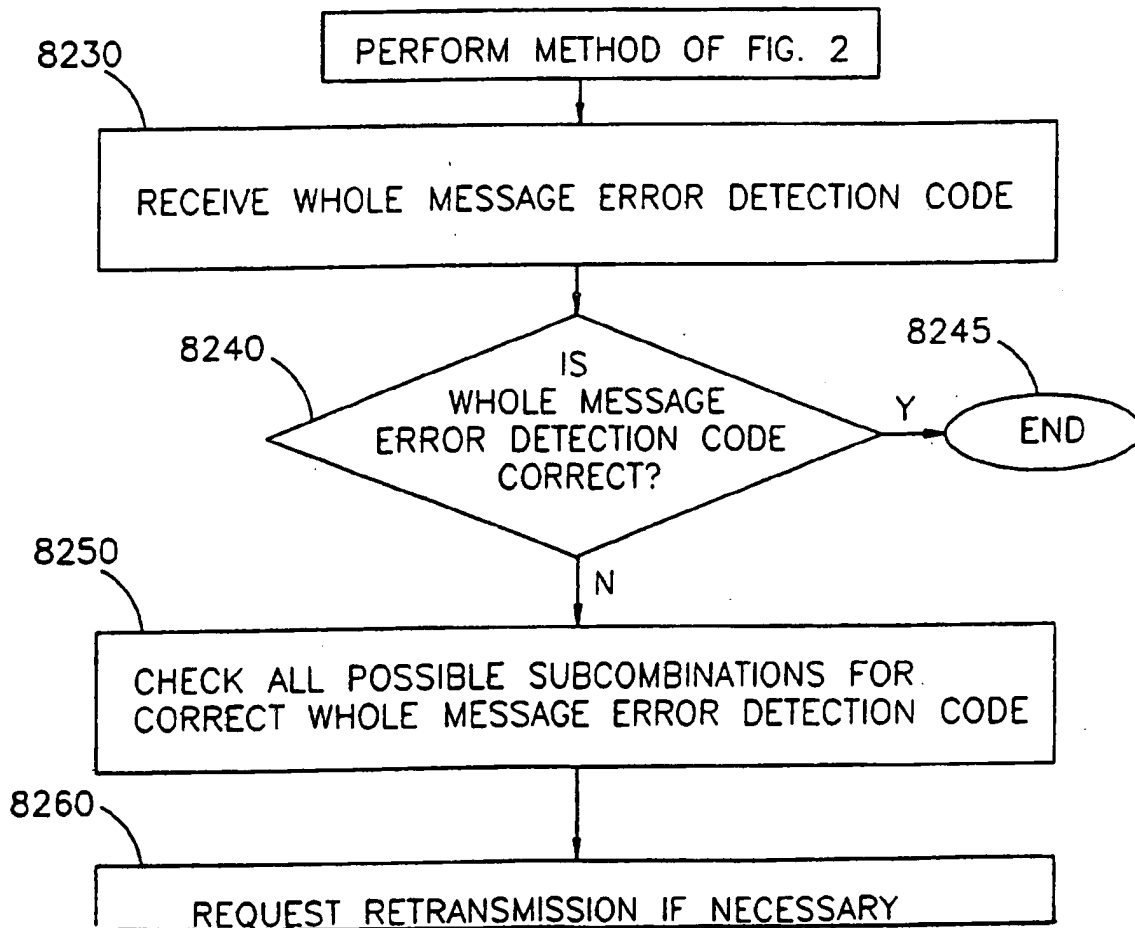 PERFORM METHOD OF FIG. 2
8230
RECEIVE WHOLE MESSAGE ERROR DETECTION CODE
8240
IS
WHOLE MESSAGE
ERROR DETECTION CODE
CORRECT?
Y
8245
END
N
8250
CHECK ALL POSSIBLE SUBCOMBINATIONS FOR
CORRECT WHOLE MESSAGE ERROR DETECTION CODE
8260
REQUEST RETRANSMISSION IF NECESSARY